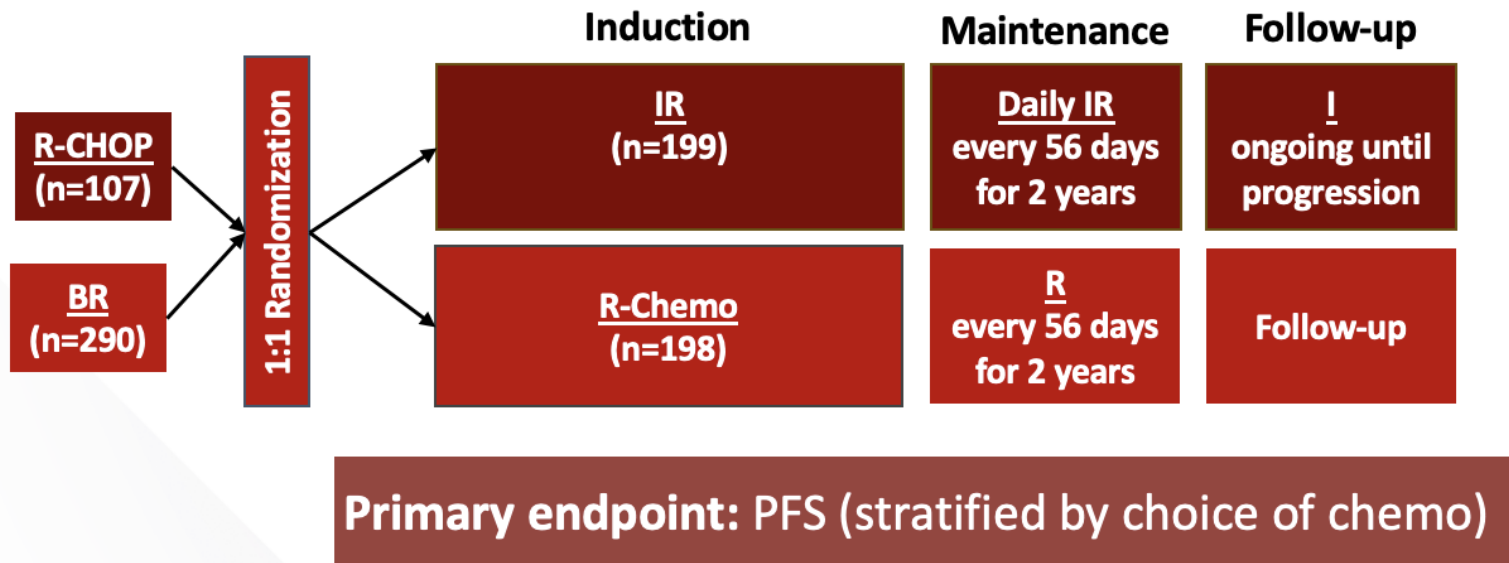 Induction
Maintenance
Follow-up
R-CHOP
(n=107)
BR
(n=290)
1:1 Randomization
IR
(n=199)
Daily IR
every 56 days
for 2 years
I
ongoing until
progression
R-Chemo
(n=198)
R
every 56 days
for 2 years
Follow-up
Primary endpoint: PFS (stratified by choice of chemo)